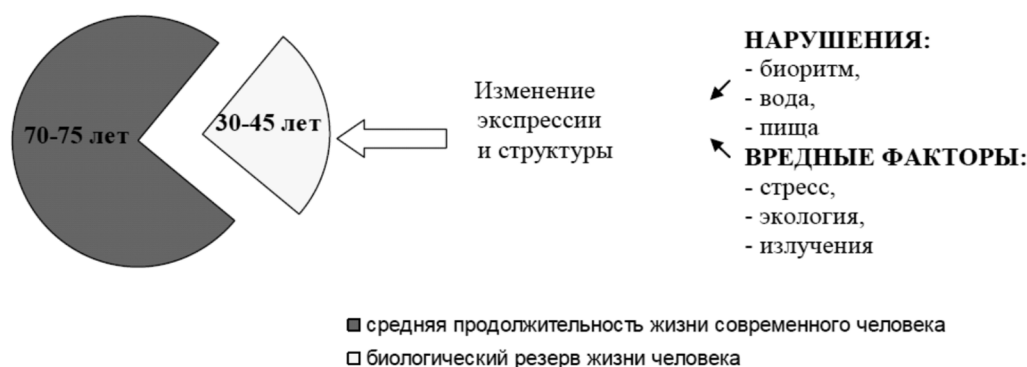 70-75 лет
30-45 лет
Изменение
экспрессии
и структуры
НАРУШЕНИЯ:
- биоритм,
- вода,
- пища
ВРЕДНЫЕ ФАКТОРЫ:
- стресс,
- экология,
- излучения
средняя продолжительность жизни современного человека
биологический резерв жизни человека